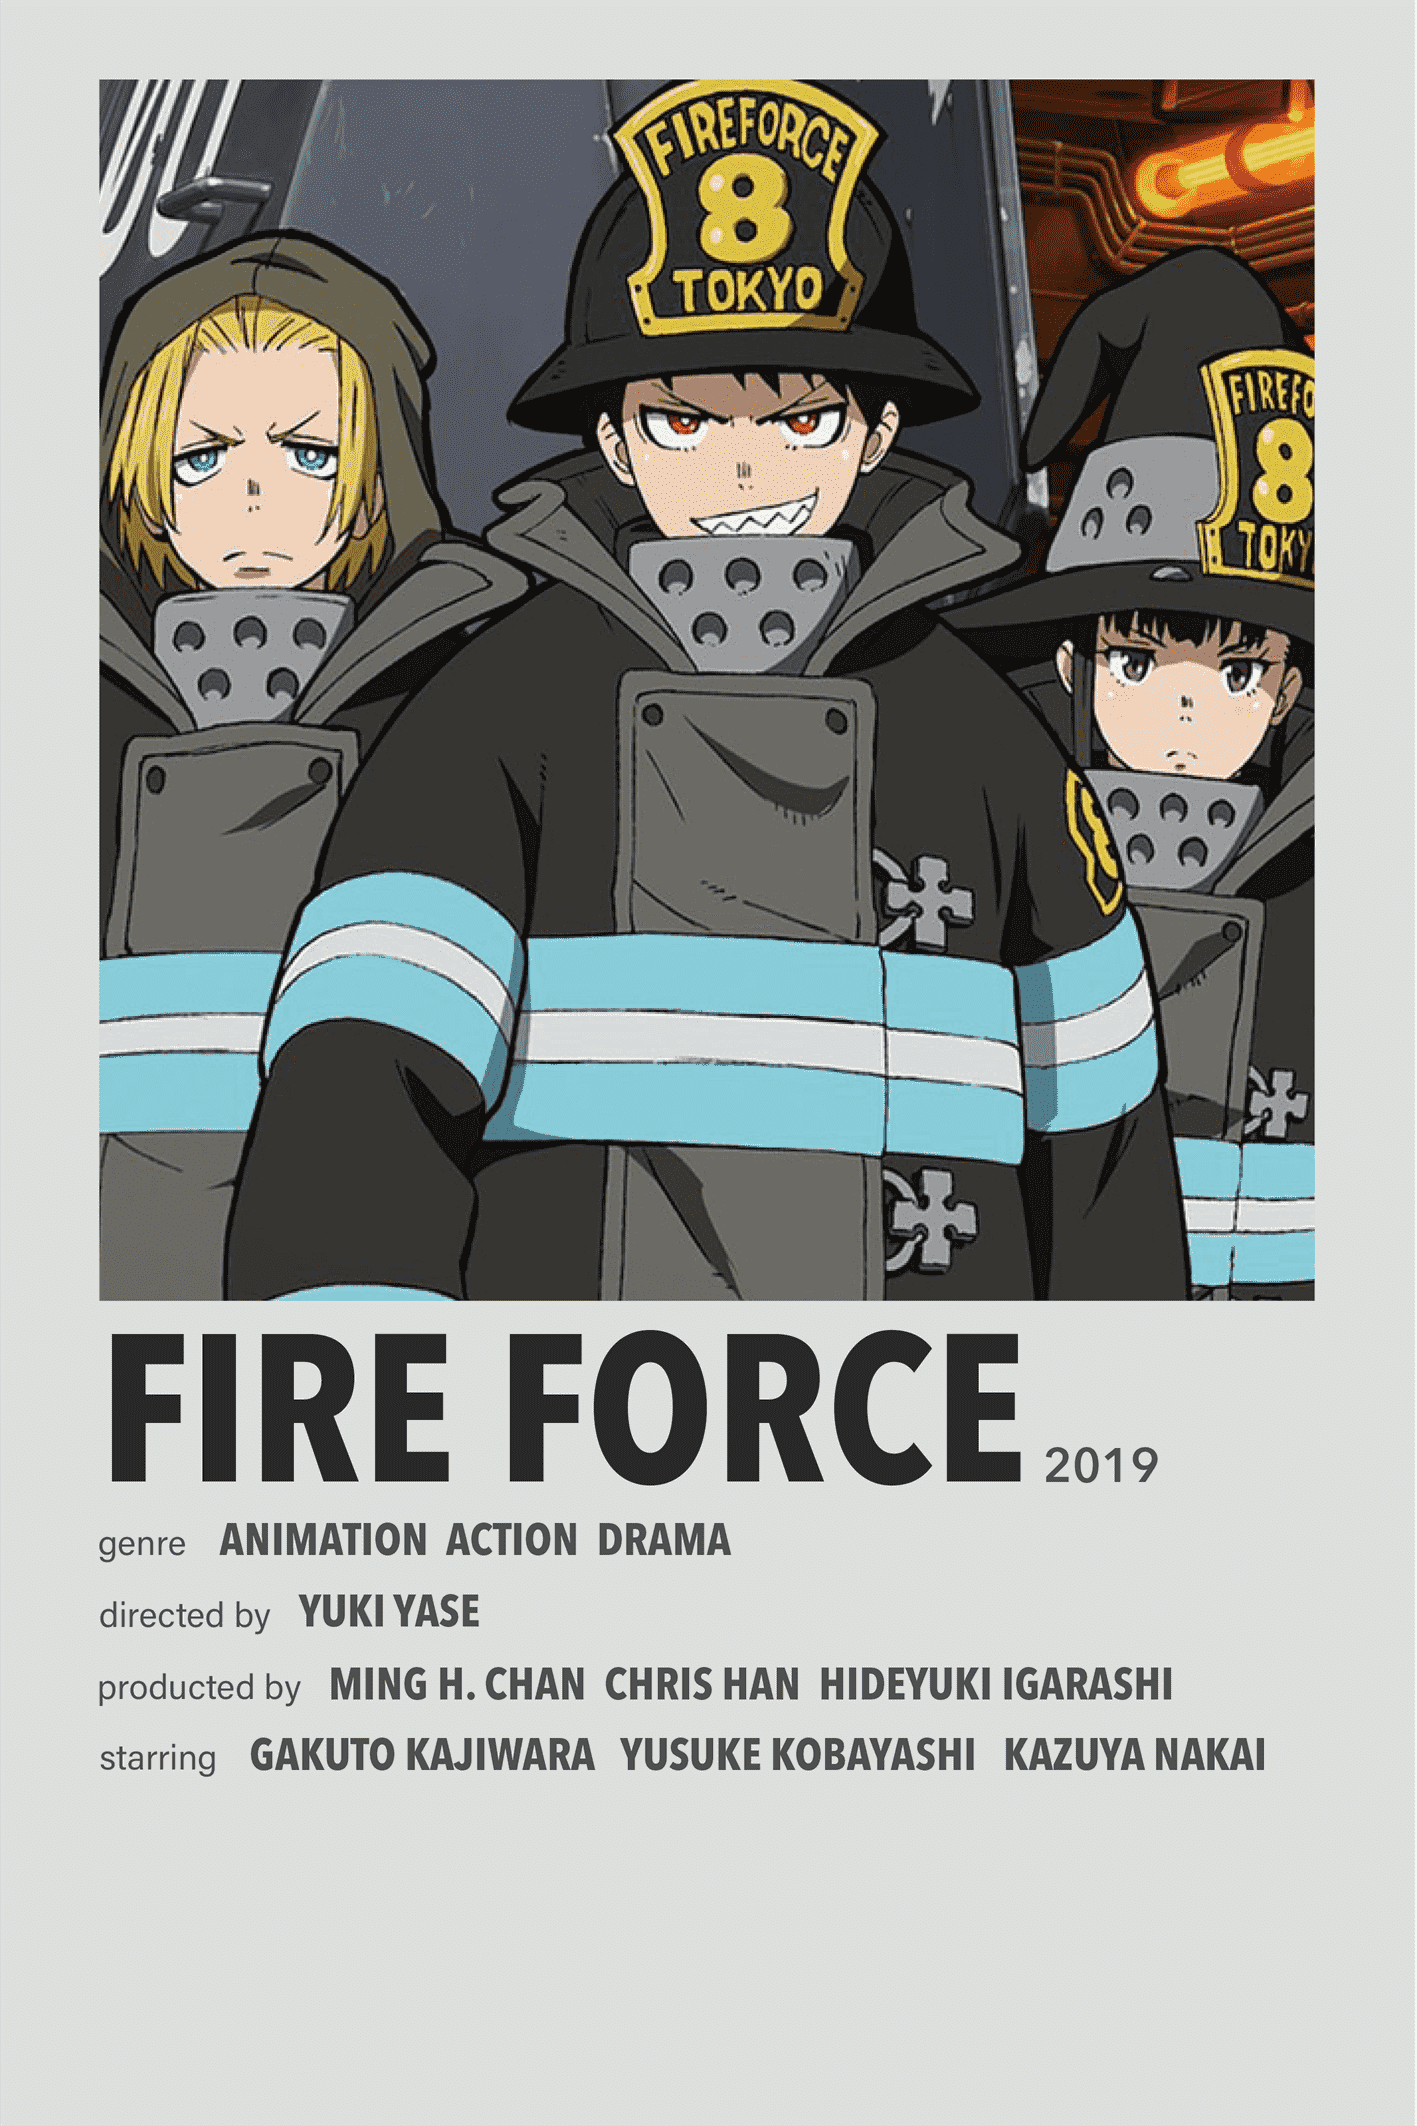 FIREFORCE
8
TOKYO
FIREFO
8
TOKY
8
FIRE FORCE 2019
genre ANIMATION ACTION DRAMA
directed by YUKI YASE
producted by MING H. CHAN CHRIS HAN HIDEYUKI IGARASHI
starring GAKUTO KAJIWARA YUSUKE KOBAYASHI KAZUYA NAKAI